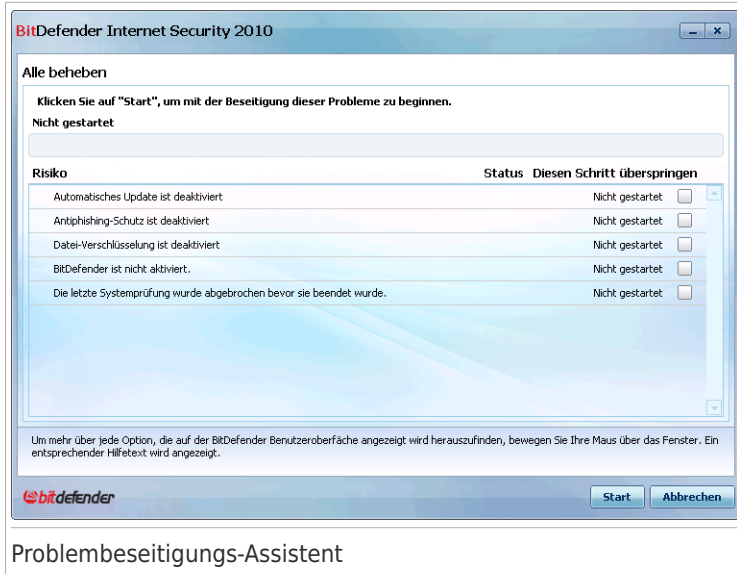 BitDefender Internet Security 2010
Alle beheben
Klicken Sie auf "Start", um mit der Beseitigung dieser Probleme zu beginnen.
Nicht gestartet
Risiko Status Diesen Schritt überspringen
Automatisches Update ist deaktiviert Nicht gestartet
Antiphishing-Schutz ist deaktiviert Nicht gestartet
Datei-Verschlüsselung ist deaktiviert Nicht gestartet
BitDefender ist nicht aktiviert. Nicht gestartet
Die letzte Systemprüfung wurde abgebrochen bevor sie beendet wurde. Nicht gestartet
Um mehr über jede Option, die auf der BitDefender Benutzeroberfäche angezeigt wird herauszufinden, bewegen Sie Ihre Maus über das Fenster. Ein
entsprechender Hilfetext wird angezeigt.
bitdefender Start Abbrechen
Problembeseitigungs-Assistent